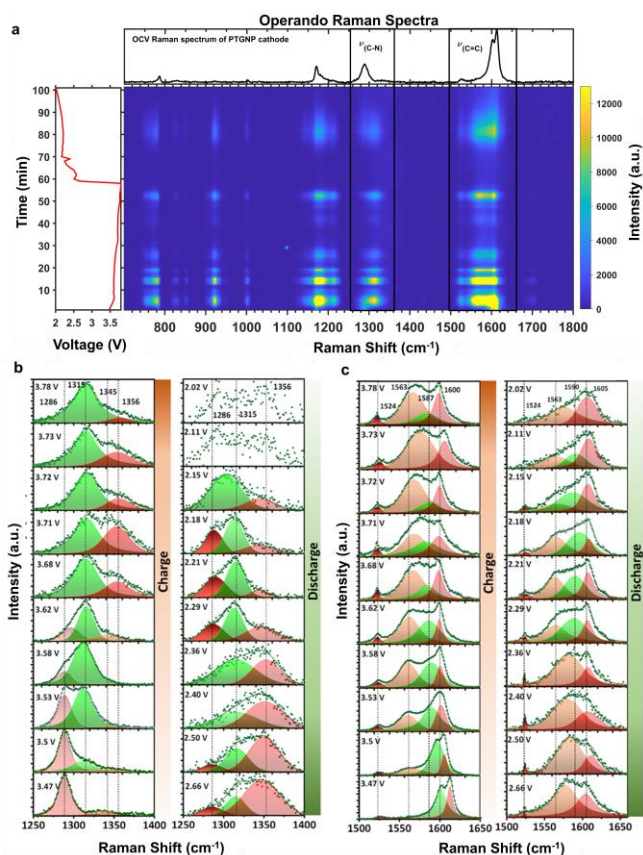 Operando Raman Spectra
a
OCV Raman spectrum of PTGNP cathode
ν(C-N)
ν(C=C)
100
90
80
70
60
50
40
30
20
10
Time (min)
2 2.5 3 3.5
Voltage (V)
800 900 1000 1100 1200 1300 1400 1500 1600 1700 1800
Raman Shift (cm-1)
12000
10000
8000
6000
4000
2000
0
Intensity (a.u.)
b
3.78 V 1286 1315 1345 1356
3.73 V
3.72 V
3.71 V
3.68 V
3.62 V
3.58 V
3.53 V
3.5 V
3.47 V
1250 1300 1350 1400
Charge
2.02 V 1286 1315 1356
2.11 V
2.15 V
2.18 V
2.21 V
2.29 V
2.36 V
2.40 V
2.50 V
2.66 V
1250 1300 1350 1400
Discharge
Intensity (a.u.)
Raman Shift (cm-1)
c
3.78 V 1524 1563 1587 1600
3.73 V
3.72 V
3.71 V
3.68 V
3.62 V
3.58 V
3.53 V
3.5 V
3.47 V
1500 1550 1600 1650
Charge
2.02 V 1524 1563 1590 1605
2.11 V
2.15 V
2.18 V
2.21 V
2.29 V
2.36 V
2.40 V
2.50 V
2.66 V
1500 1550 1600 1650
Discharge
Intensity (a.u.)
Raman Shift (cm-1)